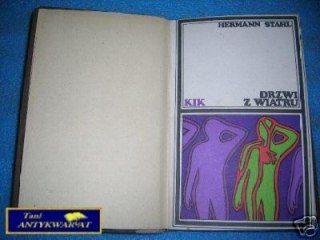 HERMANN STAHL
DRZWI
Z WIATRU
KIK
Tani
ANTYKWARIAT